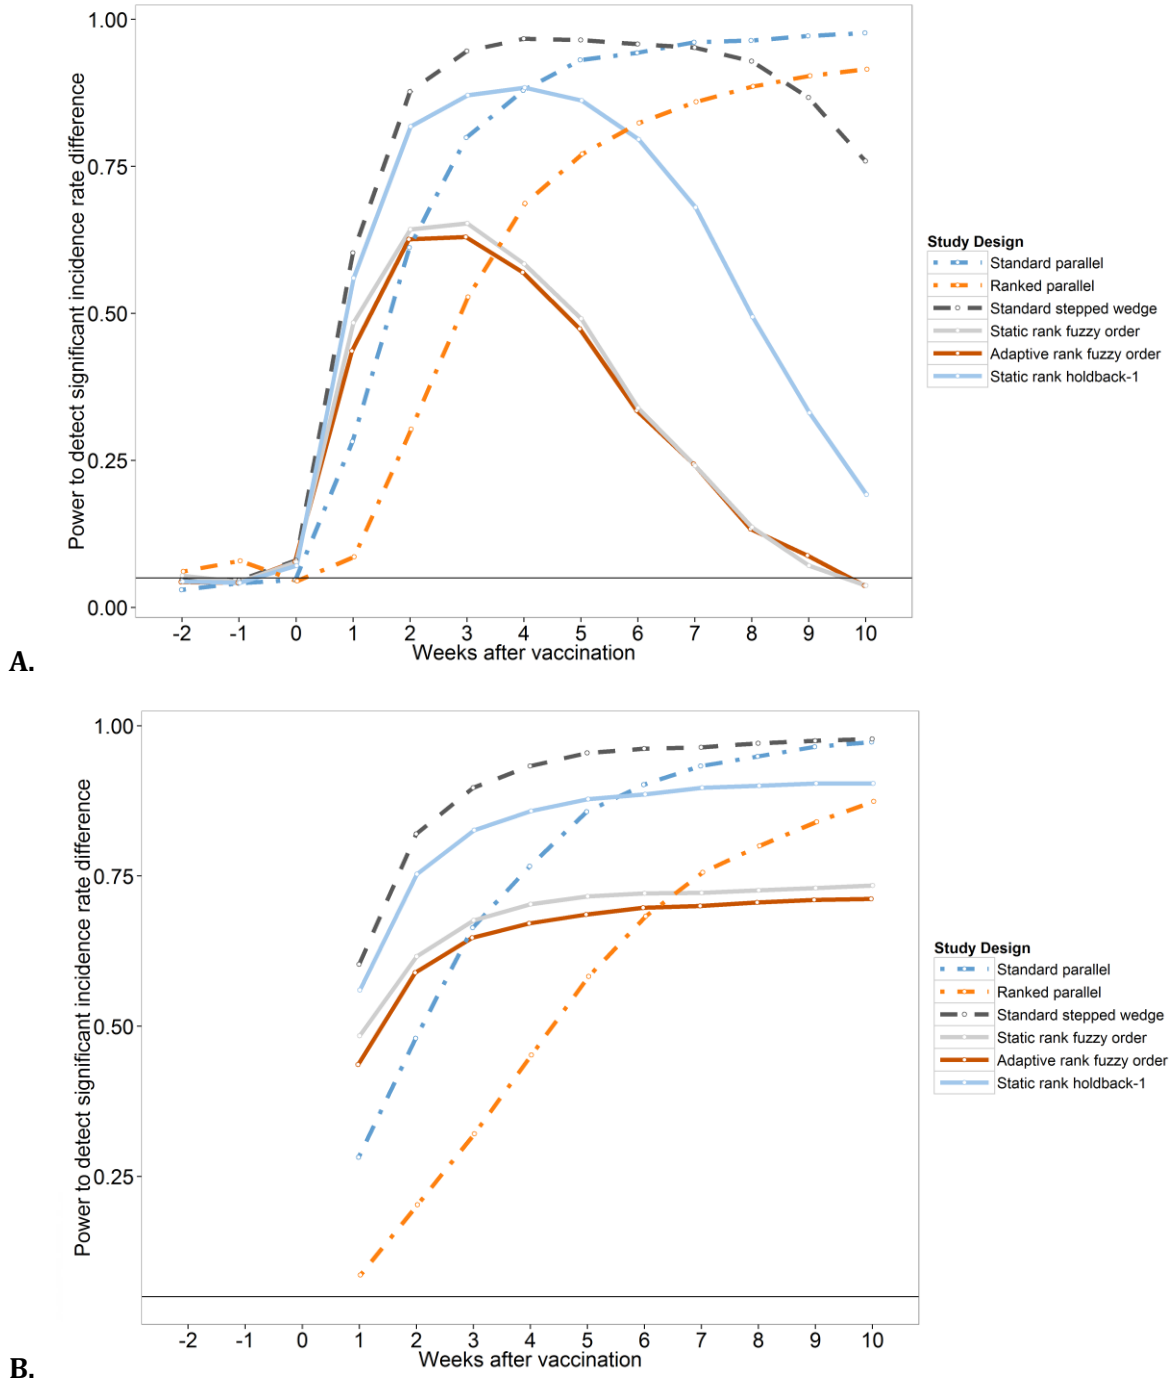 Power to detect significant incidence rate difference
1.00
0.75
0.50
0.25
0.00
-2 -1 0 1 2 3 4 5 6 7 8 9 10
Weeks after vaccination
Study Design
Standard parallel
Ranked parallel
Standard stepped wedge
Static rank fuzzy order
Adaptive rank fuzzy order
Static rank holdback-1
A.
Power to detect significant incidence rate difference
1.00
0.75
0.50
0.25
-2 -1 0 1 2 3 4 5 6 7 8 9 10
Weeks after vaccination
Study Design
Standard parallel
Ranked parallel
Standard stepped wedge
Static rank fuzzy order
Adaptive rank fuzzy order
Static rank holdback-1
B.